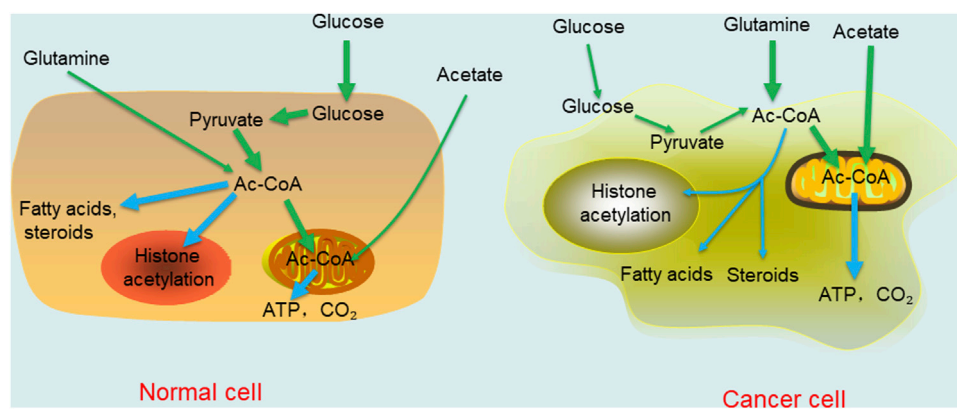 Glucose
Glutamine
Acetate
Pyruvate
Glucose
Ac-CoA
Fatty acids,
steroids
Histone
acetylation
Ac-CoA
ATP，CO₂
Normal cell
Glucose
Glutamine
Acetate
Glucose
Ac-CoA
Pyruvate
Ac-CoA
Histone
acetylation
Fatty acids
Steroids
ATP，CO₂
Cancer cell